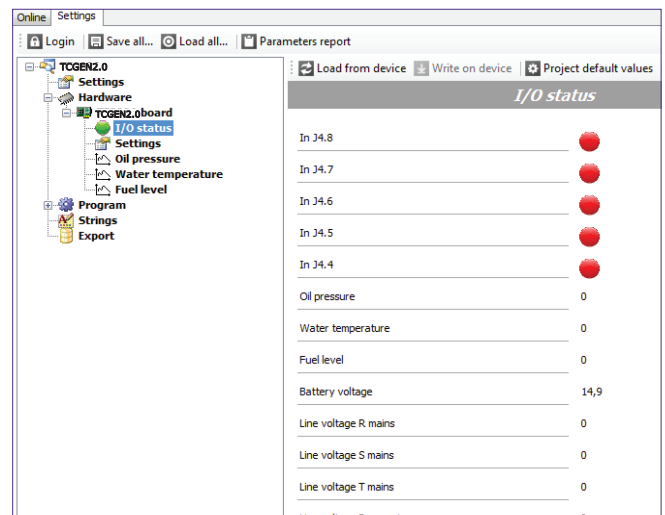 Online Settings
Login Save all... Load all... Parameters report
TCGEN2.0
Settings
Hardware
TCGEN2.0board
I/O status
Settings
Oil pressure
Water temperature
Fuel level
Program
Strings
Export
Load from device Write on device Project default values
I/O status
In J4.8
In J4.7
In J4.6
In J4.5
In J4.4
Oil pressure 0
Water temperature 0
Fuel level 0
Battery voltage 14,9
Line voltage R mains 0
Line voltage S mains 0
Line voltage T mains 0